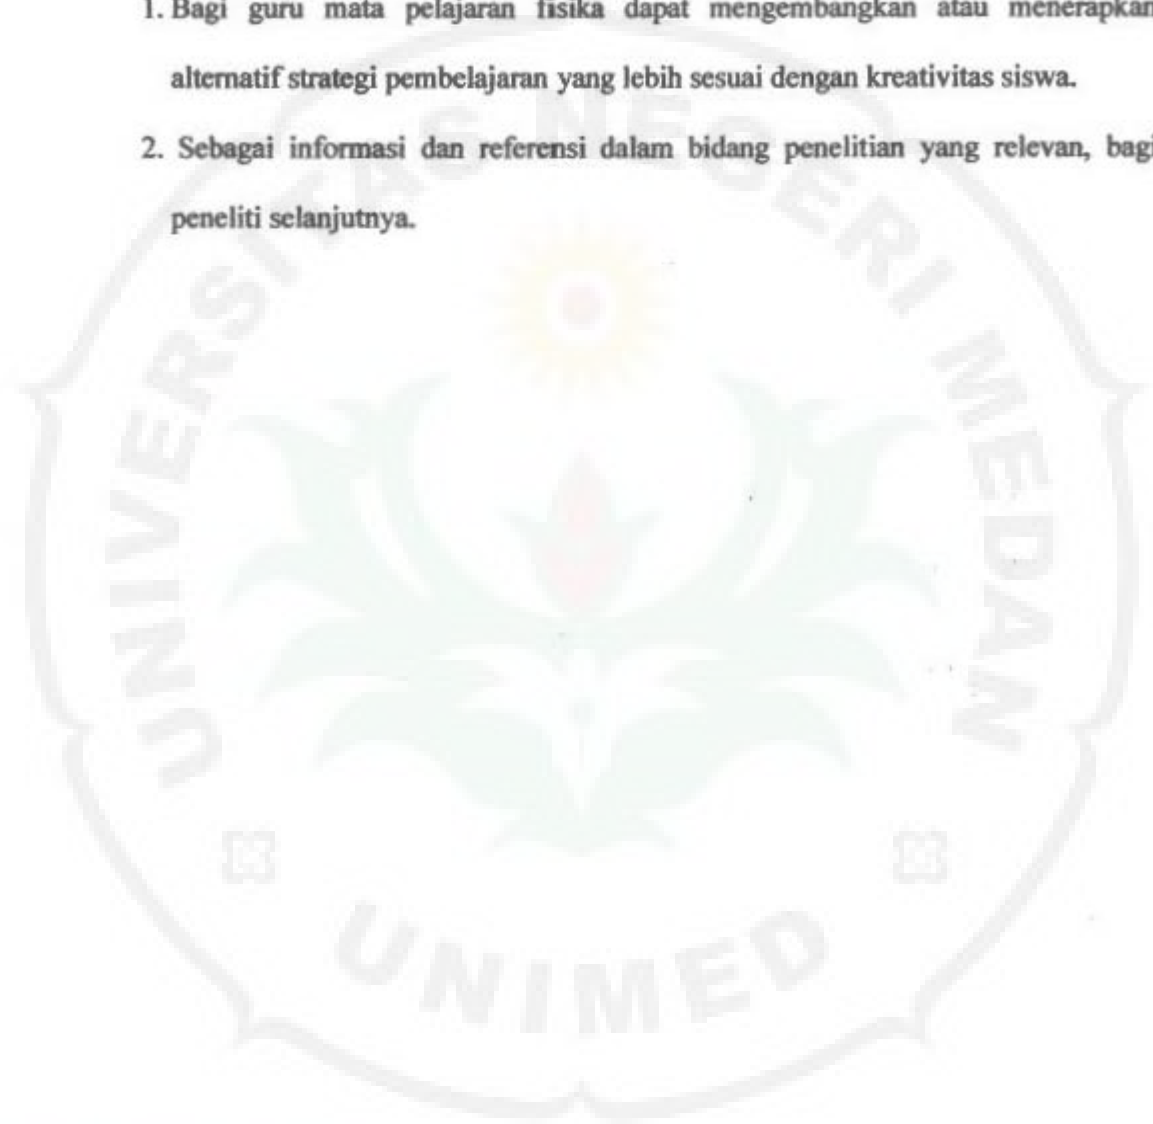 1. Bagi guru mata pelajaran fisika dapat mengembangkan atau menerapkan
alternatif strategi pembelajaran yang lebih sesuai dengan kreativitas siswa.
2. Sebagai informasi dan referensi dalam bidang penelitian yang relevan, bagi
peneliti selanjutnya.
UNIVERSITAS NEGERI MEDAN
UNIMED